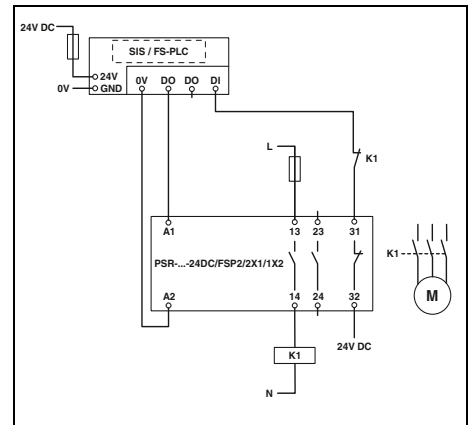 24V DC
SIS / FS-PLC
24V
0V GND
0V DO DO DI
K1
L
A1 13 23 31
PSR-...-24DC/FSP2/2X1/1X2
K1
M
A2 14 24 32
24V DC
K1
N